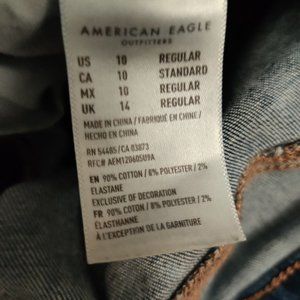 AMERICAN EAGLE
OUTFITTERS
US 10 REGULAR
CA 10 STANDARD
MX 10 REGULAR
UK 14 REGULAR
MADE IN CHINA / FABRIQUÉ EN CHINE /
HECHO EN CHINA
RN 54485/CA 03873
RFC# AEM1206050U9A
EN 90% COTTON / 8% POLYESTER / 2%
ELASTANE
EXCLUSIVE OF DECORATION
FR 90% COTON / 8% POLYESTER / 2%
ÉLASTHANNE
À L'EXCEPTION DE LA GARNITURE